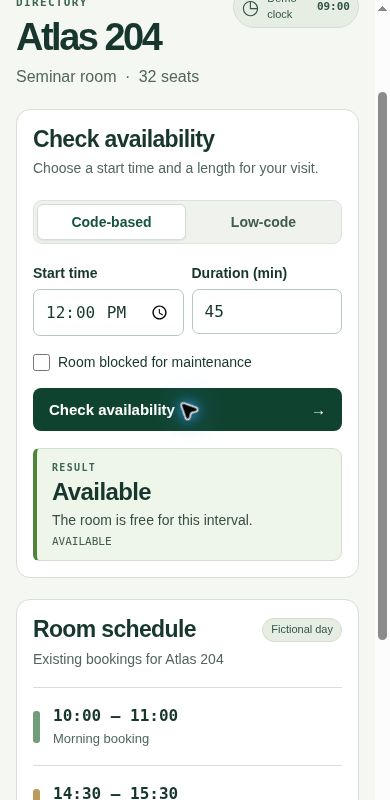 DIRECTORY
Demo
clock
09:00
Atlas 204
Seminar room · 32 seats
Check availability
Choose a start time and a length for your visit.
Code-based
Low-code
Start time
Duration (min)
12:00 PM
45
Room blocked for maintenance
Check availability →
RESULT
Available
The room is free for this interval.
AVAILABLE
Room schedule
Fictional day
Existing bookings for Atlas 204
10:00 – 11:00
Morning booking
14:30 – 15:30